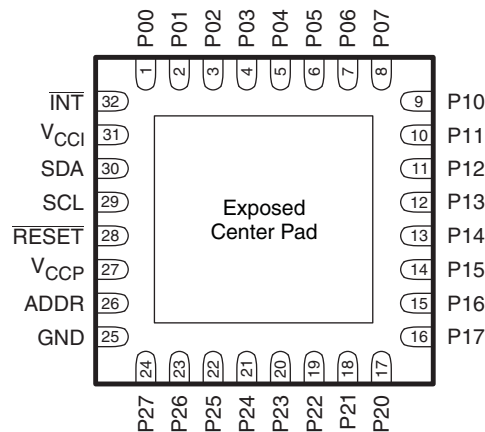 P00 P01 P02 P03 P04 P05 P06 P07
1 2 3 4 5 6 7 8
INT 32 9 P10
VCCI 31 10 P11
SDA 30 11 P12
SCL 29 12 P13
RESET 28 13 P14
VCCP 27 14 P15
ADDR 26 15 P16
GND 25 16 P17
Exposed
Center Pad
24 23 22 21 20 19 18 17
P27 P26 P25 P24 P23 P22 P21 P20